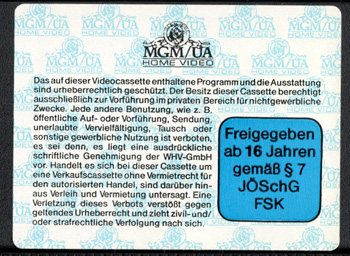 MGM/UA
HOME VIDEO
Das auf dieser Videocassette enthaltene Programm und die Ausstattung
sind urheberrechtlich geschützt. Der Besitz dieser Cassette berechtigt
ausschließlich zur Vorführung im privaten Bereich für nichtgewerbliche
Zwecke. Jede andere Benutzung, wie z. B.
öffentliche Auf- oder Vorführung, Sendung,
unerlaubte Vervielfältigung, Tausch oder
sonstige gewerbliche Nutzung ist verboten,
es sei denn, es liegt eine ausdrückliche
schriftliche Genehmigung der WHV-GmbH
vor. Handelt es sich bei dieser Cassette um
eine Verkaufscassette ohne Vermietrecht für
den autorisierten Handel, sind darüber hin-
aus Verleih und Vermietung untersagt. Eine
Verletzung dieses Verbots verstößt gegen
geltendes Urheberrecht und zieht zivil- und/
oder strafrechtliche Verfolgung nach sich.
Freigegeben
ab 16 Jahren
gemäß § 7
JÖSchG
FSK